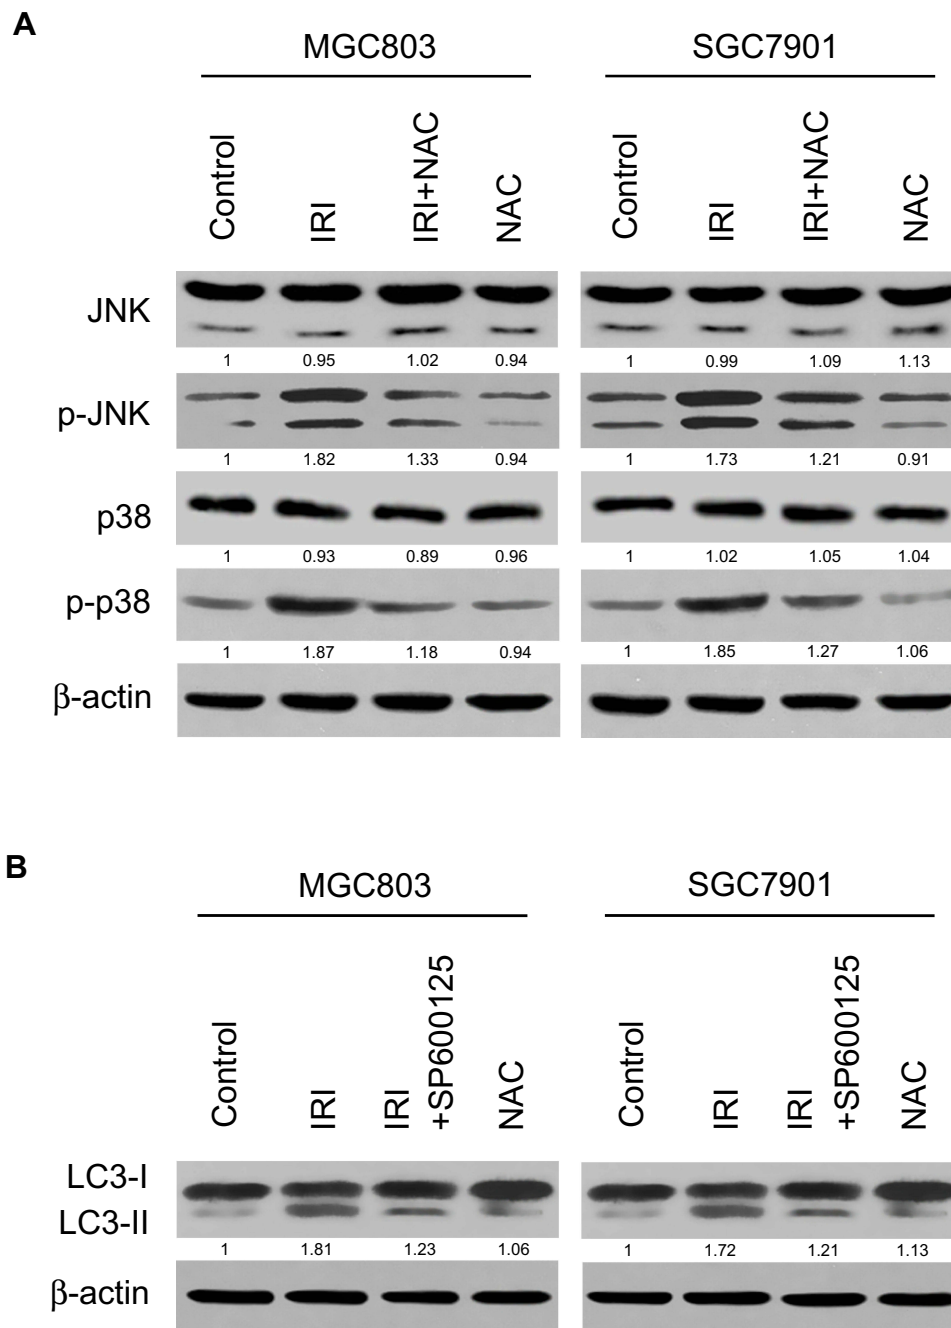 A
MGC803 SGC7901
Control IRI IRI+NAC NAC Control IRI IRI+NAC NAC
JNK
1 0.95 1.02 0.94 1 0.99 1.09 1.13
p-JNK
1 1.82 1.33 0.94 1 1.73 1.21 0.91
p38
1 0.93 0.89 0.96 1 1.02 1.05 1.04
p-p38
1 1.87 1.18 0.94 1 1.85 1.27 1.06
β-actin
B
MGC803 SGC7901
Control IRI IRI +SP600125 NAC Control IRI IRI +SP600125 NAC
LC3-I
LC3-II
1 1.81 1.23 1.06 1 1.72 1.21 1.13
β-actin